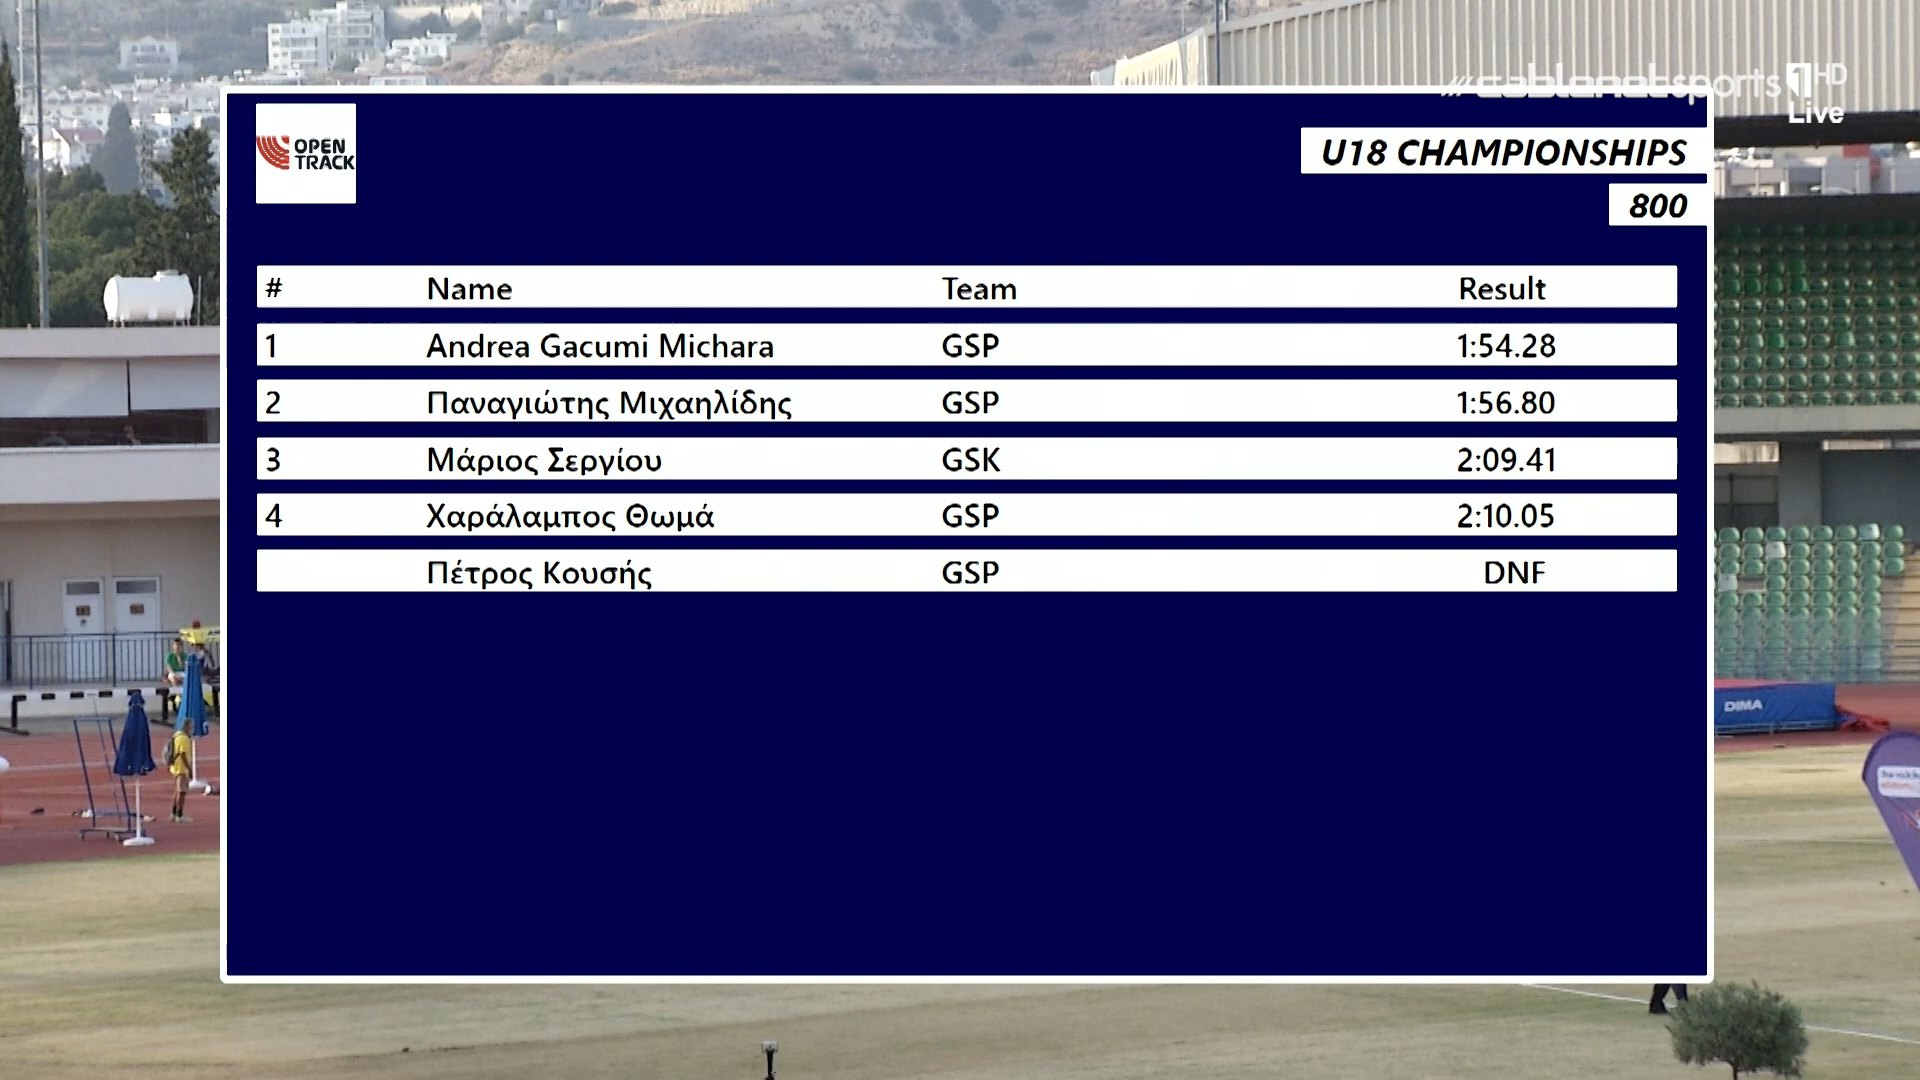 cablenetsports 1 HD
Live
OPEN
TRACK
U18 CHAMPIONSHIPS
800
# Name Team Result
1 Andrea Gacumi Michara GSP 1:54.28
2 Παναγιώτης Μιχαηλίδης GSP 1:56.80
3 Μάριος Σεργίου GSK 2:09.41
4 Χαράλαμπος Θωμά GSP 2:10.05
Πέτρος Κουσής GSP DNF
DIMA